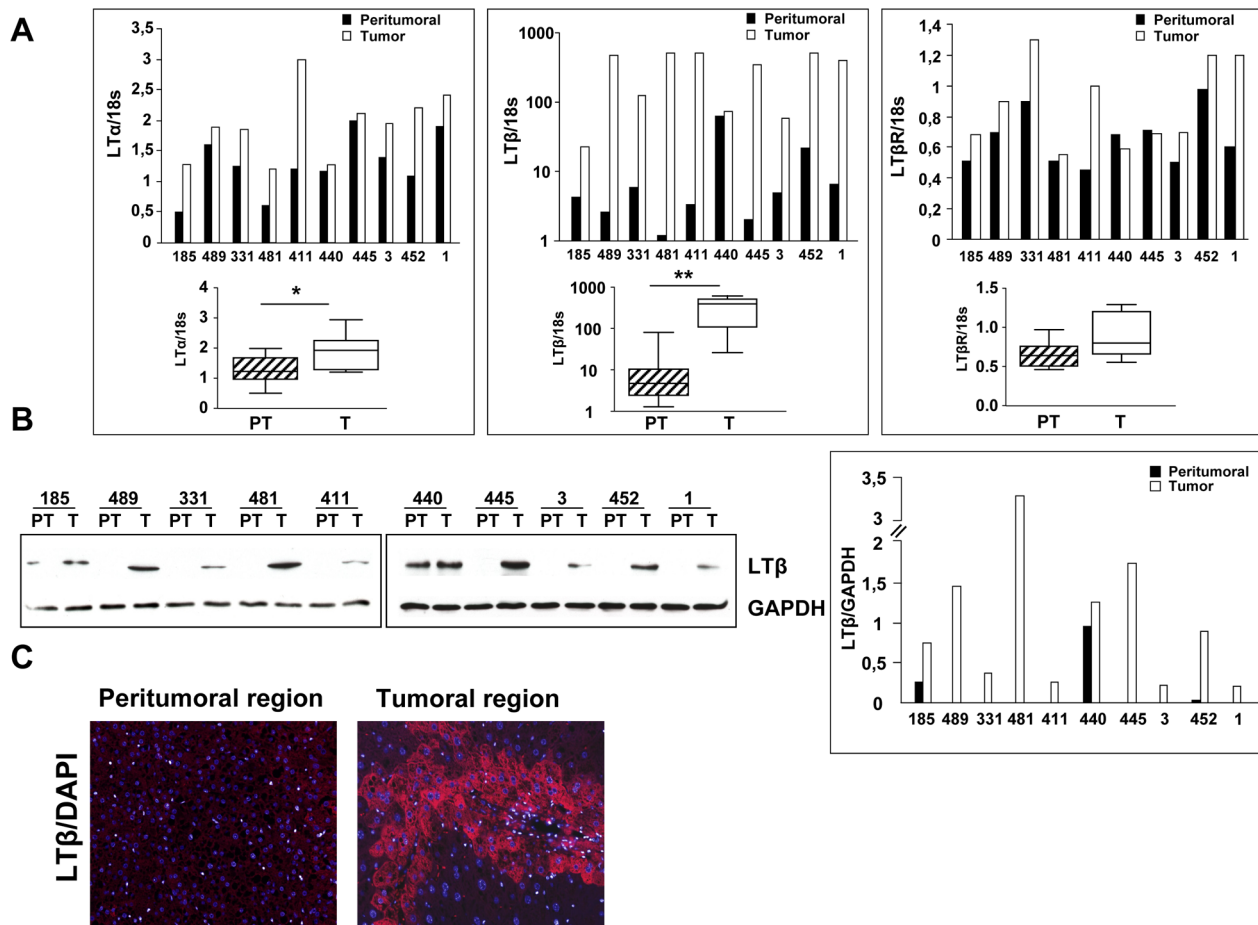 A
Peritumoral
Tumor
LTα/18s
3,5
3
2,5
2
1,5
1
0,5
0
185 489 331 481 411 440 445 3 452 1
LTα/18s
4
3
2
1
0
*
PT T
Peritumoral
Tumor
LTβ/18s
1000
100
10
1
185 489 331 481 411 440 445 3 452 1
LTβ/18s
1000
100
10
1
**
PT T
Peritumoral
Tumor
LTβR/18s
1,4
1,2
1
0,8
0,6
0,4
0,2
0
185 489 331 481 411 440 445 3 452 1
LTβR/18s
1.5
1.0
0.5
0.0
PT T
B
185 489 331 481 411 440 445 3 452 1
PT T PT T PT T PT T PT T PT T PT T PT T PT T PT T
LTβ
GAPDH
Peritumoral
Tumor
LTβ/GAPDH
3,5
3
2
1,5
1
0,5
0
185 489 331 481 411 440 445 3 452 1
C
Peritumoral region Tumoral region
LTβ/DAPI